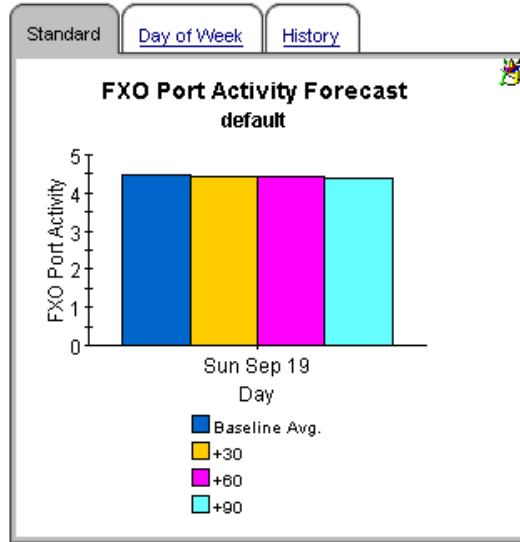 Standard
Day of Week
History
FXO Port Activity Forecast
default
5
4
3
2
1
0
FXO Port Activity
Sun Sep 19
Day
Baseline Avg.
+30
+60
+90